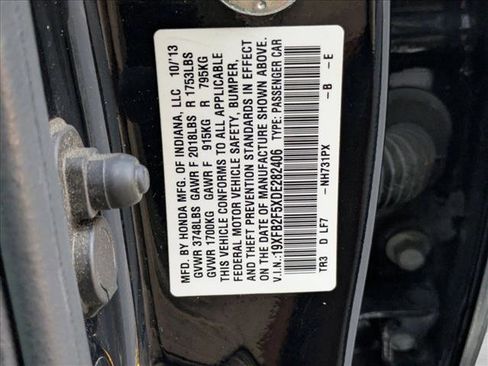 MFD. BY HONDA MFG. OF INDIANA, LLC 10/'13
GVWR 3748LBS GAWR F 2018LBS R 1753LBS
GVWR 1700KG GAWR F 915KG R 795KG
THIS VEHICLE CONFORMS TO ALL APPLICABLE
FEDERAL MOTOR VEHICLE SAFETY, BUMPER,
AND THEFT PREVENTION STANDARDS IN EFFECT
ON THE DATE OF MANUFACTURE SHOWN ABOVE.
V.I.N.:19XFB2F5XDE282406 TYPE: PASSENGER CAR
-NH731PX -B -E
TR3 D LF7